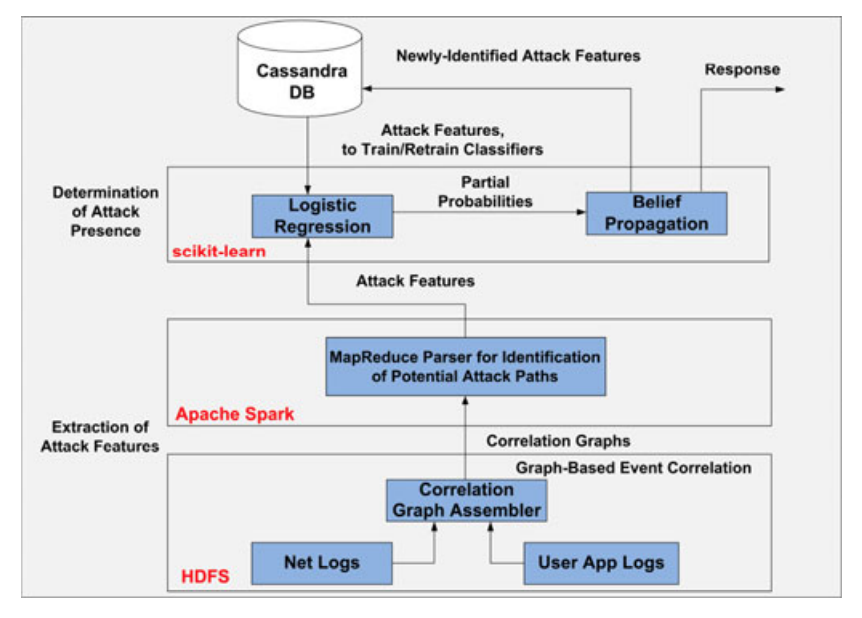 Cassandra
DB
Newly-Identified Attack Features
Response
Attack Features,
to Train/Retrain Classifiers
Determination
of Attack
Presence
Logistic
Regression
Partial
Probabilities
Belief
Propagation
scikit-learn
Attack Features
MapReduce Parser for Identification
of Potential Attack Paths
Apache Spark
Extraction of
Attack Features
Correlation Graphs
Graph-Based Event Correlation
Correlation
Graph Assembler
Net Logs
User App Logs
HDFS